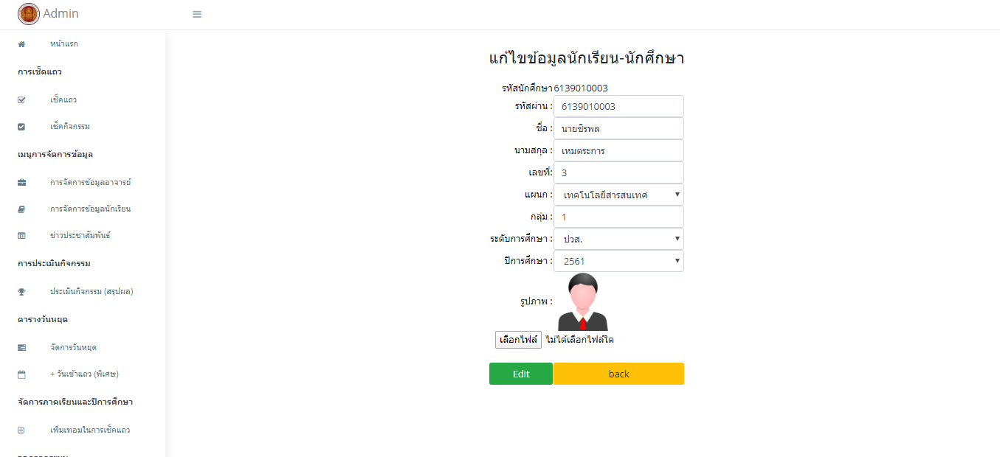 Admin
หน้าแรก
การเช็คแถว
เช็คแถว
เช็คกิจกรรม
เมนูการจัดการข้อมูล
การจัดการข้อมูลอาจารย์
การจัดการข้อมูลนักเรียน
ข่าวประชาสัมพันธ์
การประเมินกิจกรรม
ประเมินกิจกรรม (สรุปผล)
ตารางวันหยุด
จัดการวันหยุด
+ วันเข้าแถว (พิเศษ)
จัดการภาคเรียนและปีการศึกษา
เพิ่มเทอมในการเช็คแถว
แก้ไขข้อมูลนักเรียน-นักศึกษา
รหัสนักศึกษา 6139010003
รหัสผ่าน : 6139010003
ชื่อ : นายชิรพล
นามสกุล : เหมตระการ
เลขที่: 3
แผนก : เทคโนโลยีสารสนเทศ
กลุ่ม : 1
ระดับการศึกษา : ปวส.
ปีการศึกษา : 2561
รูปภาพ :
เลือกไฟล์ ไม่ได้เลือกไฟล์ใด
Edit back